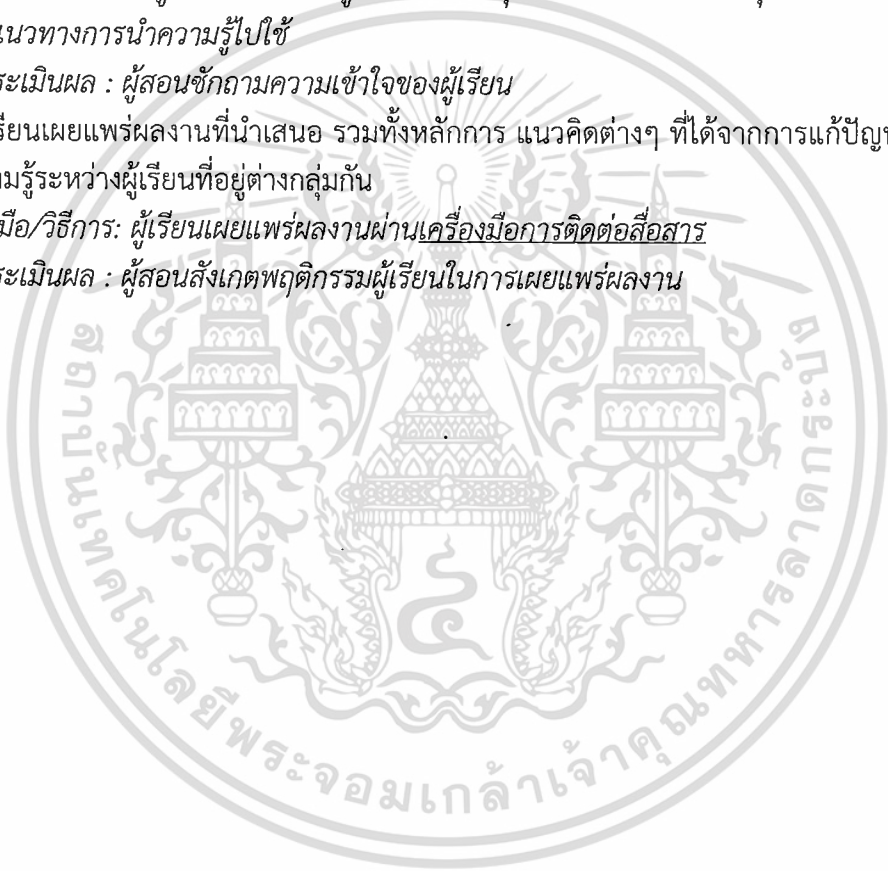 นวทางการนำความรู้ไปใช้
ระเมินผล : ผู้สอนซักถามความเข้าใจของผู้เรียน
รียนเผยแพร่ผลงานที่นำเสนอ รวมทั้งหลักการ แนวคิดต่างๆ ที่ได้จากการแก้ปัญ
ามรู้ระหว่างผู้เรียนที่อยู่ต่างกลุ่มกัน
มือ/วิธีการ: ผู้เรียนเผยแพร่ผลงานผ่านเครื่องมือการติดต่อสื่อสาร
ระเมินผล : ผู้สอนสังเกตพฤติกรรมผู้เรียนในการเผยแพร่ผลงาน
สถาบันเทคโนโลยีพระจอมเกล้าเจ้าคุณทหารลาดกระบัง
๔